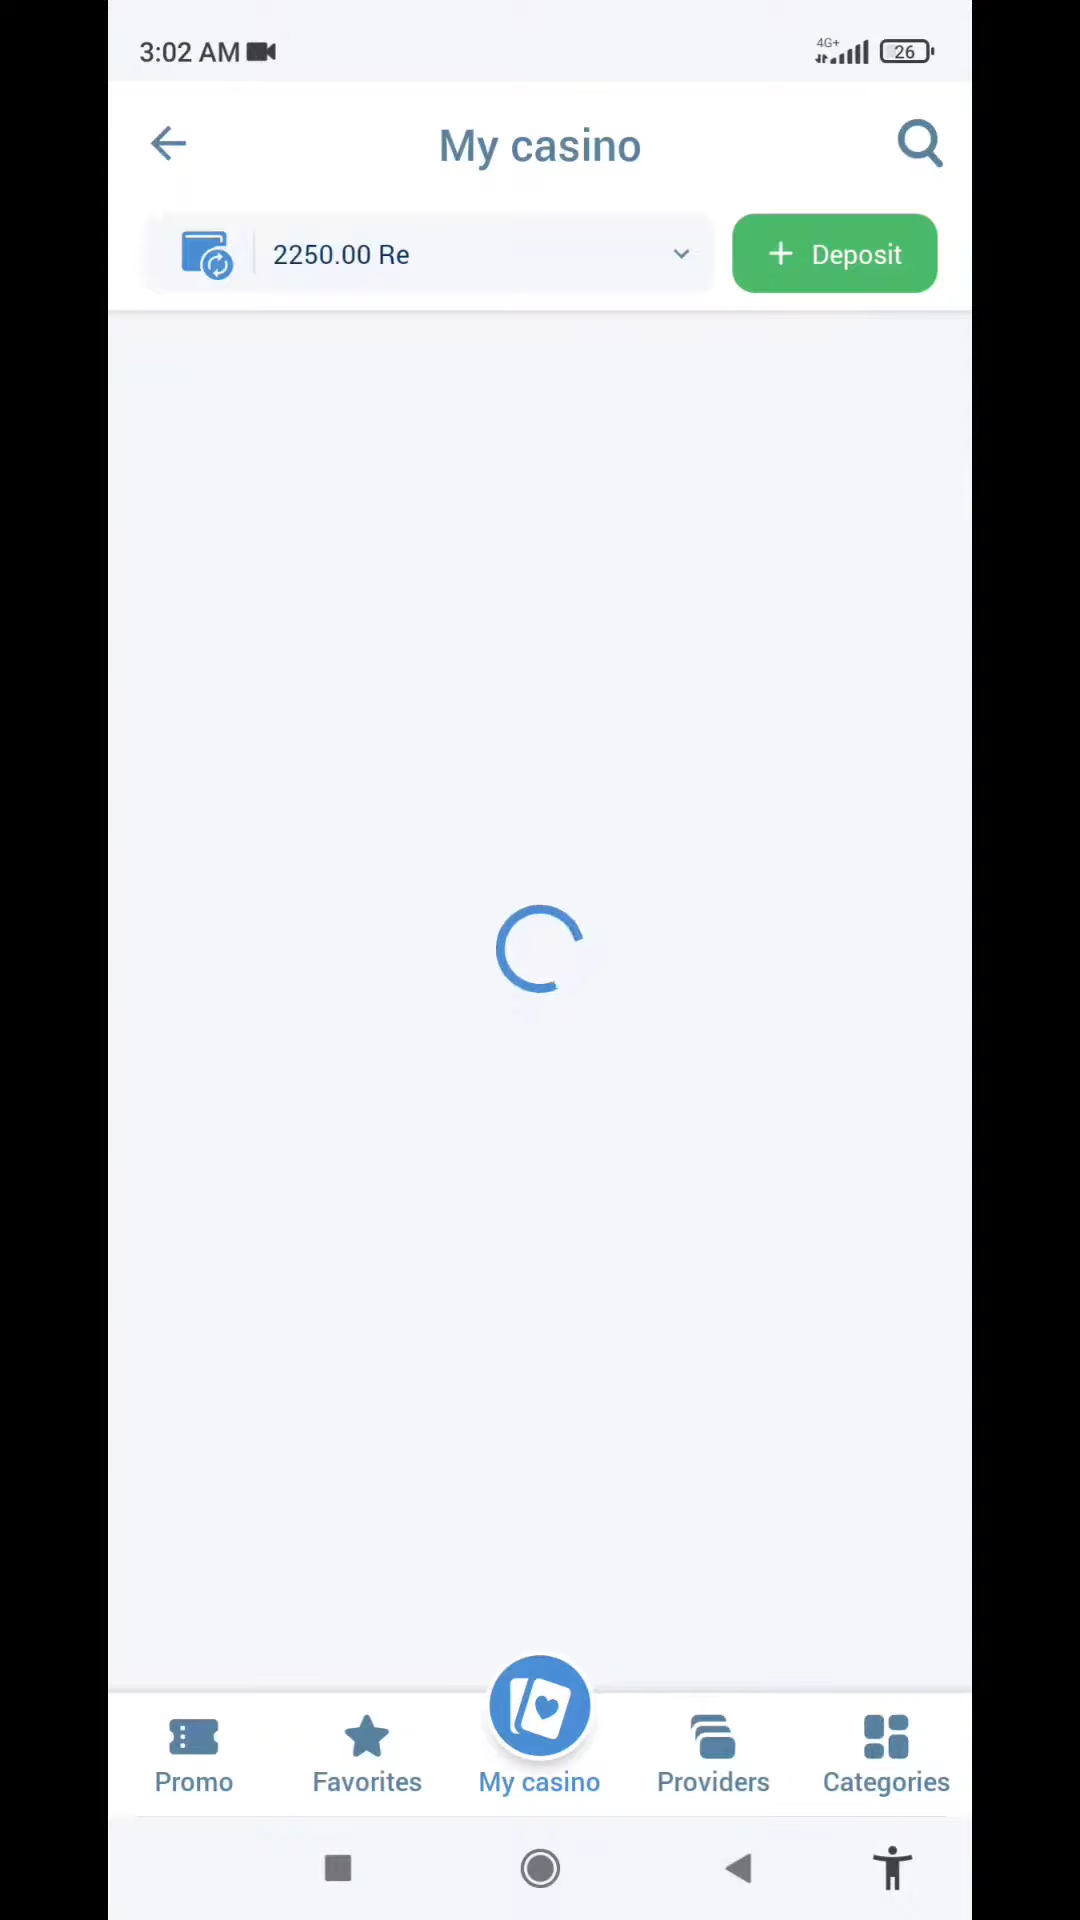 3:02 AM
4G+
26
My casino
2250.00 Re
+ Deposit
Promo
Favorites
My casino
Providers
Categories